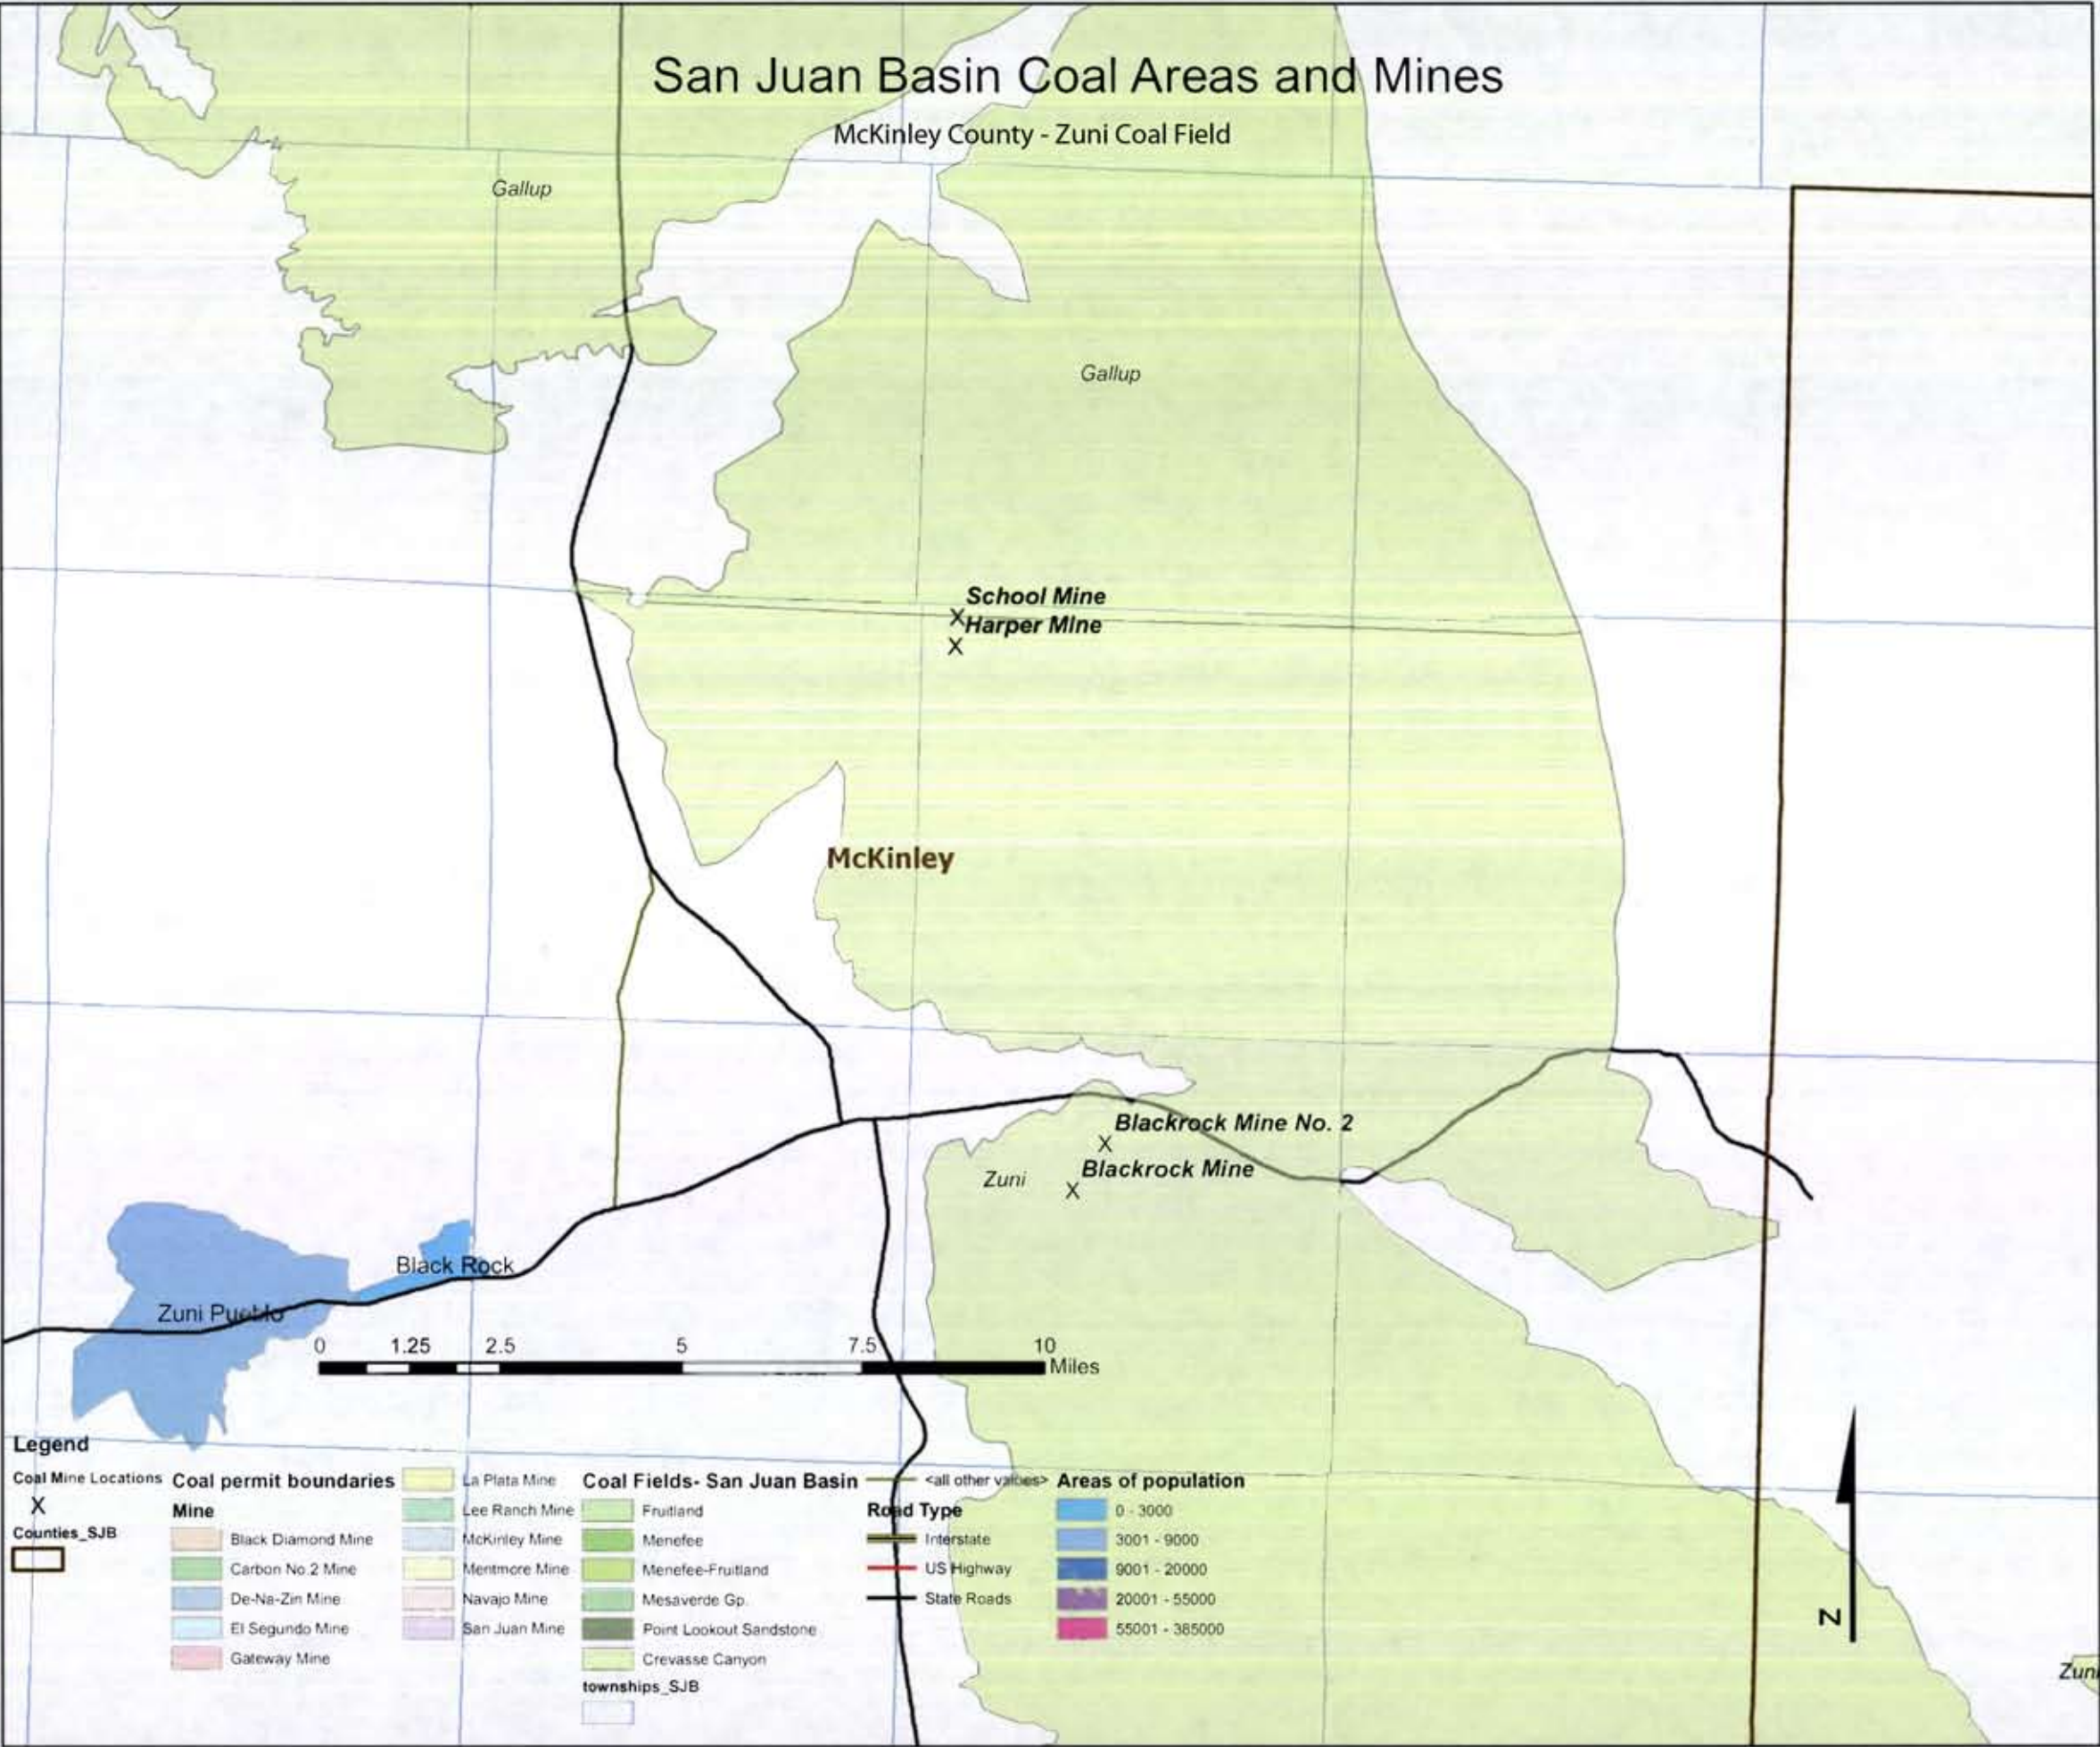 San Juan Basin Coal Areas and Mines
McKinley County - Zuni Coal Field
Gallup
Gallup
School Mine
X
Harper Mine
X
McKinley
Blackrock Mine No. 2
X
Zuni
Blackrock Mine
X
Black Rock
Zuni Pueblo
0 1.25 2.5 5 7.5 10
Miles
Legend
Coal Mine Locations
X
Counties_SJB
Coal permit boundaries
Mine
Black Diamond Mine
Carbon No.2 Mine
De-Na-Zin Mine
El Segundo Mine
Gateway Mine
La Plata Mine
Lee Ranch Mine
McKinley Mine
Mentmore Mine
Navajo Mine
San Juan Mine
Coal Fields- San Juan Basin
Fruitland
Menefee
Menefee-Fruitland
Mesaverde Gp.
Point Lookout Sandstone
Crevasse Canyon
townships_SJB
<all other values>
Road Type
Interstate
US Highway
State Roads
Areas of population
0 - 3000
3001 - 9000
9001 - 20000
20001 - 55000
55001 - 385000
N
Zun